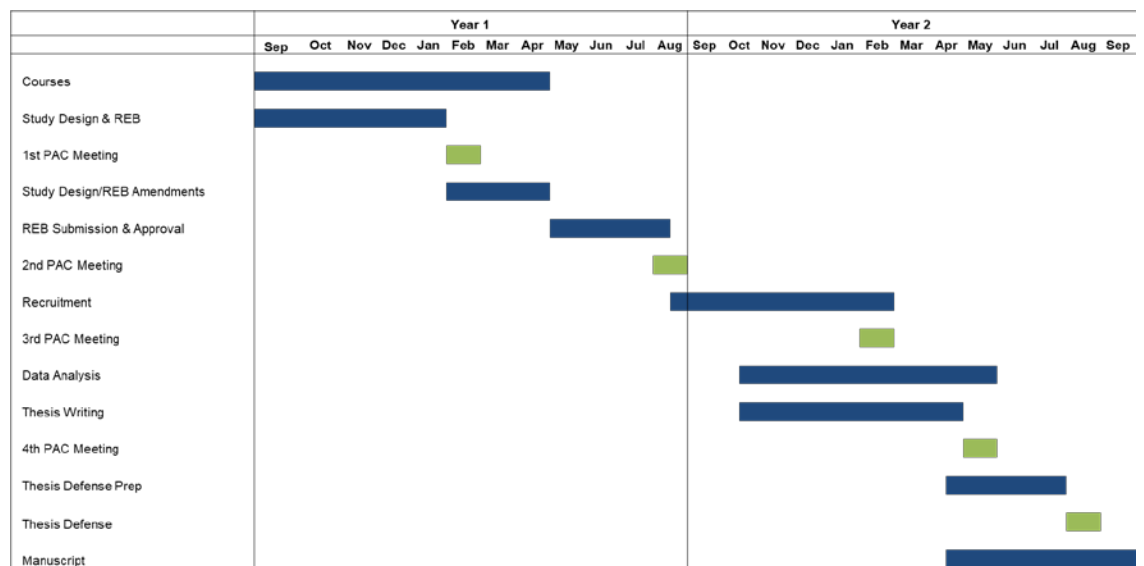 Year 1 Year 2
Sep Oct Nov Dec Jan Feb Mar Apr May Jun Jul Aug Sep Oct Nov Dec Jan Feb Mar Apr May Jun Jul Aug Sep
Courses
Study Design & REB
1st PAC Meeting
Study Design/REB Amendments
REB Submission & Approval
2nd PAC Meeting
Recruitment
3rd PAC Meeting
Data Analysis
Thesis Writing
4th PAC Meeting
Thesis Defense Prep
Thesis Defense
Manuscript